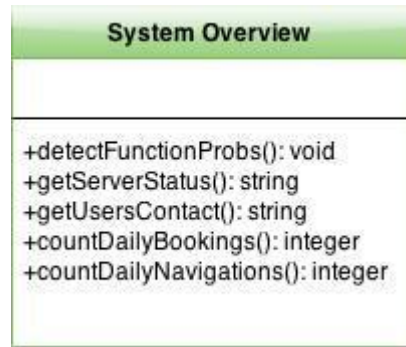 System Overview
+detectFunctionProbs(): void
+getServerStatus(): string
+getUsersContact(): string
+countDailyBookings(): integer
+countDailyNavigations(): integer